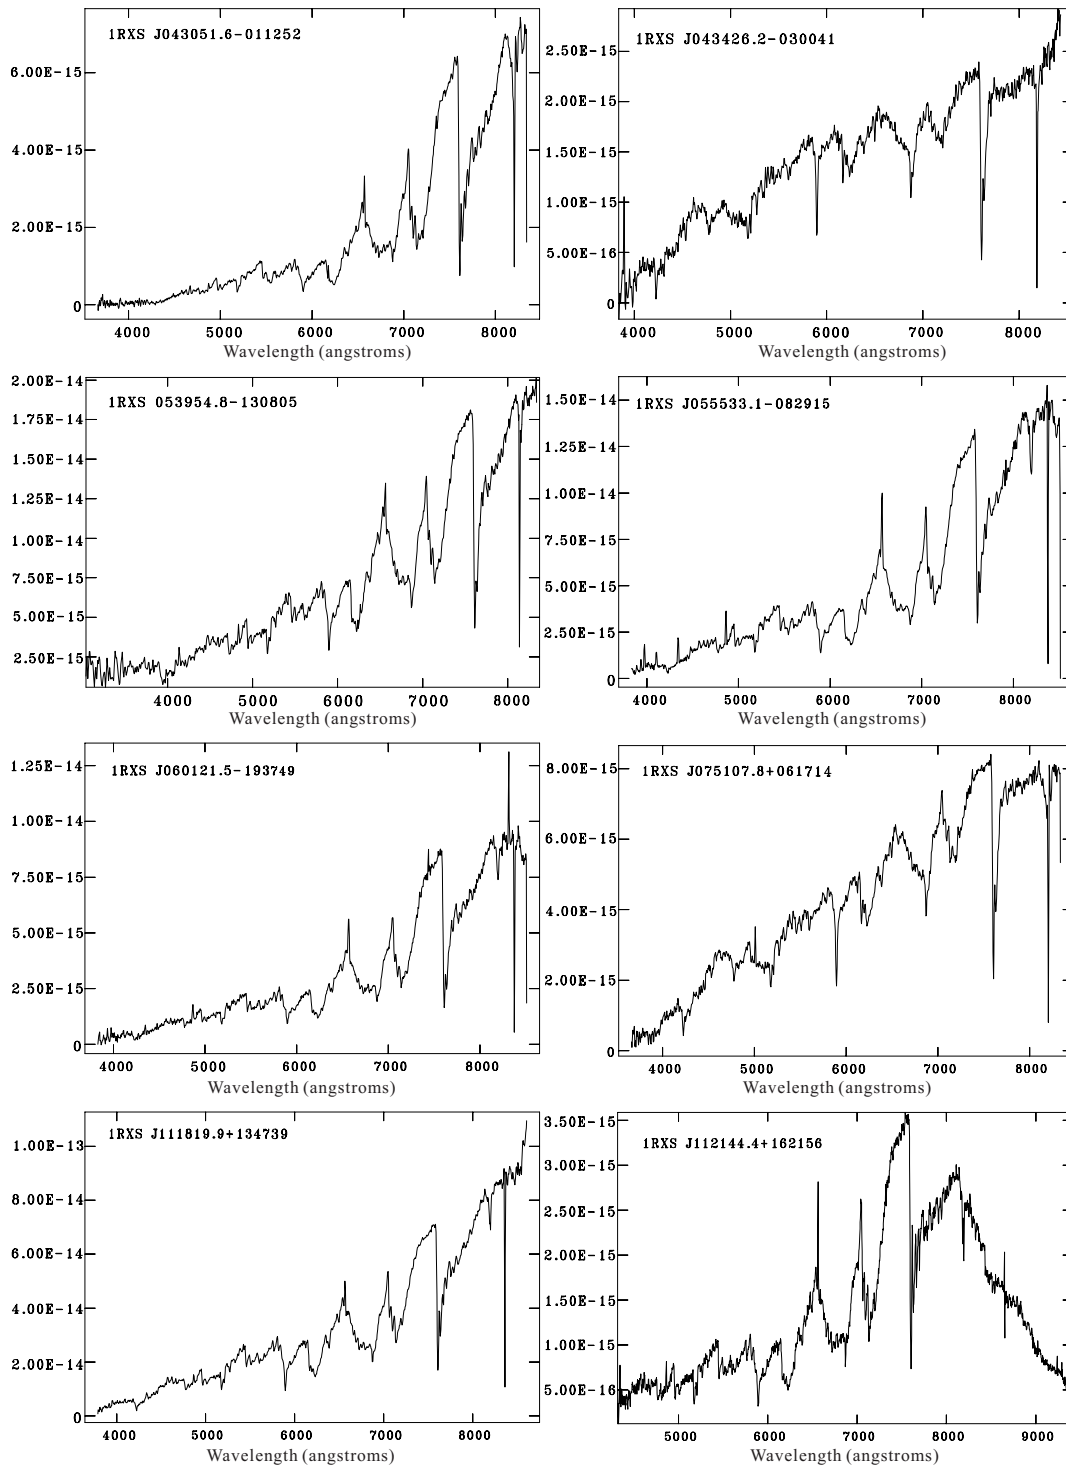 1RXS J043051.6-011252
6.00E-15
4.00E-15
2.00E-15
0
4000 5000 6000 7000 8000
Wavelength (angstroms)
1RXS J043426.2-030041
2.50E-15
2.00E-15
1.50E-15
1.00E-15
5.00E-16
0
4000 5000 6000 7000 8000
Wavelength (angstroms)
1RXS 053954.8-130805
2.00E-14
1.75E-14
1.50E-14
1.25E-14
1.00E-14
7.50E-15
5.00E-15
2.50E-15
4000 5000 6000 7000 8000
Wavelength (angstroms)
1RXS J055533.1-082915
1.50E-14
1.25E-14
1.00E-14
7.50E-15
5.00E-15
2.50E-15
0
4000 5000 6000 7000 8000
Wavelength (angstroms)
1RXS J060121.5-193749
1.25E-14
1.00E-14
7.50E-15
5.00E-15
2.50E-15
0
4000 5000 6000 7000 8000
Wavelength (angstroms)
1RXS J075107.8+061714
8.00E-15
6.00E-15
4.00E-15
2.00E-15
0
4000 5000 6000 7000 8000
Wavelength (angstroms)
1RXS J111819.9+134739
1.00E-13
8.00E-14
6.00E-14
4.00E-14
2.00E-14
0
4000 5000 6000 7000 8000
Wavelength (angstroms)
1RXS J112144.4+162156
3.50E-15
3.00E-15
2.50E-15
2.00E-15
1.50E-15
1.00E-15
5.00E-16
5000 6000 7000 8000 9000
Wavelength (angstroms)